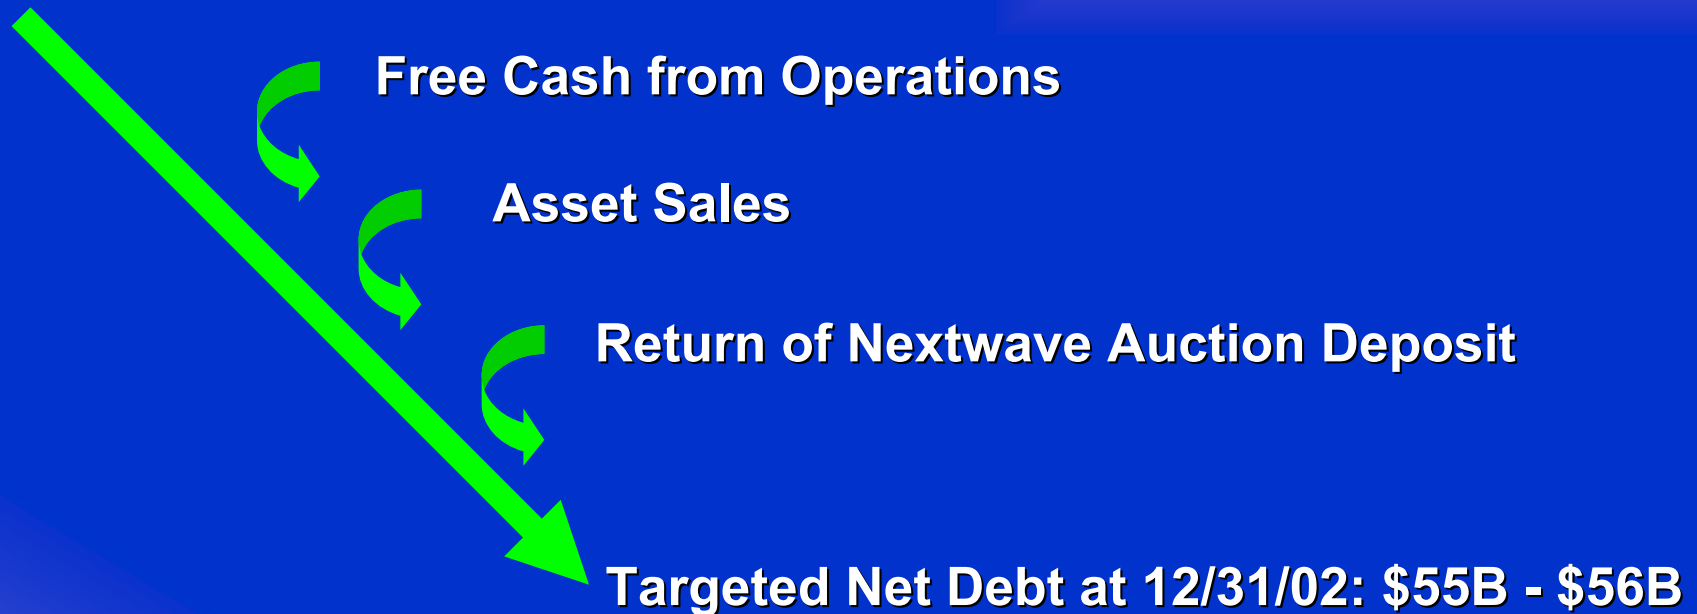 Free Cash from Operations
Asset Sales
Return of Nextwave Auction Deposit
Targeted Net Debt at 12/31/02: $55B - $56B